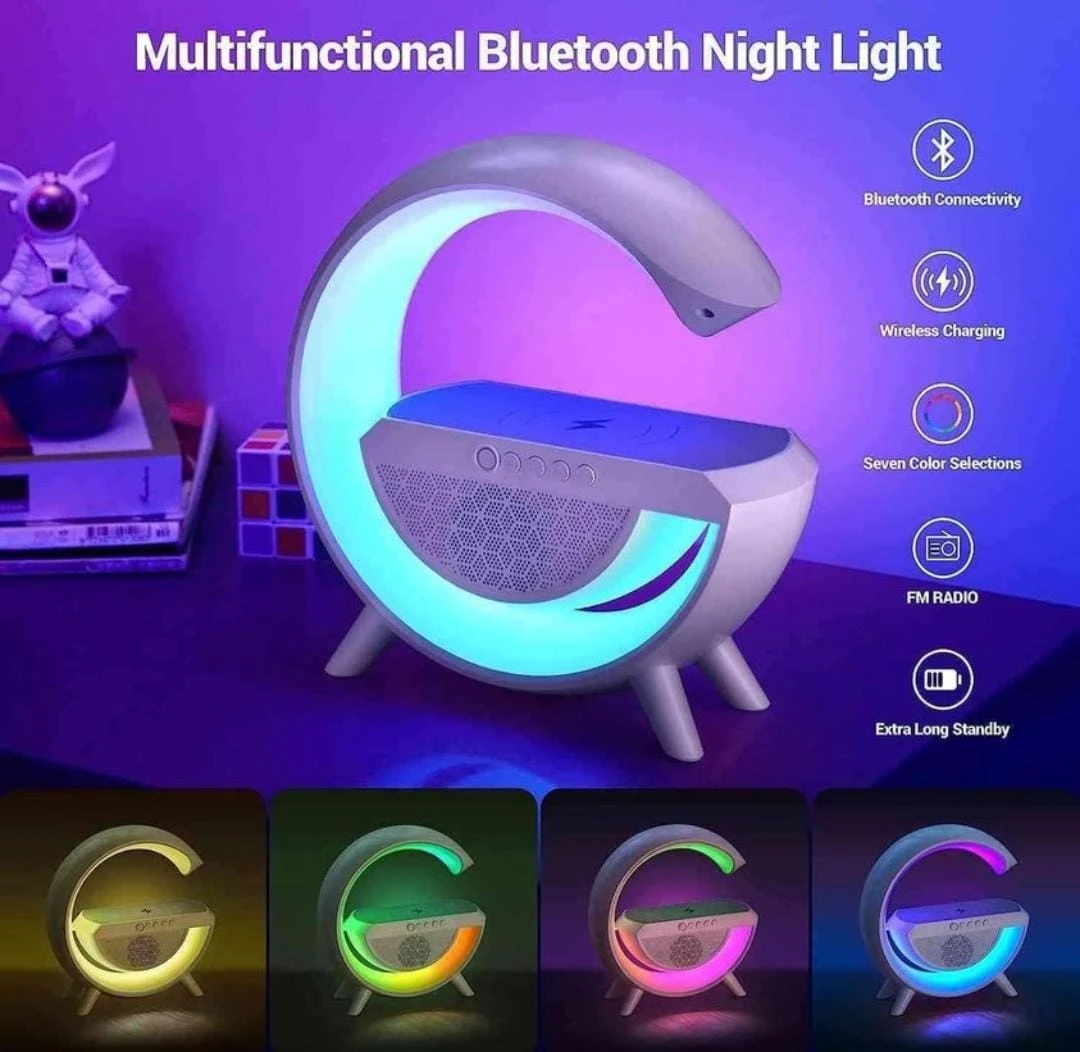 Multifunctional Bluetooth Night Light
Bluetooth Connectivity
Wireless Charging
Seven Color Selections
FM RADIO
Extra Long Standby